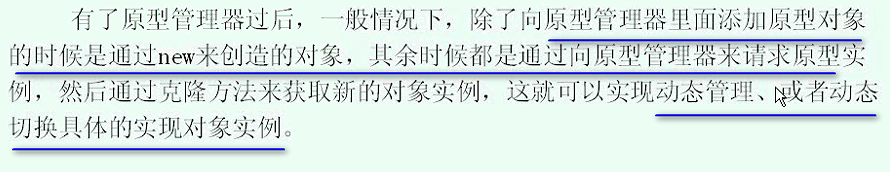 有了原型管理器过后，一般情况下，除了向原型管理器里面添加原型对象
的时候是通过new来创造的对象，其余时候都是通过向原型管理器来请求原型实
例，然后通过克隆方法来获取新的对象实例，这就可以实现动态管理、或者动态
切换具体的实现对象实例。